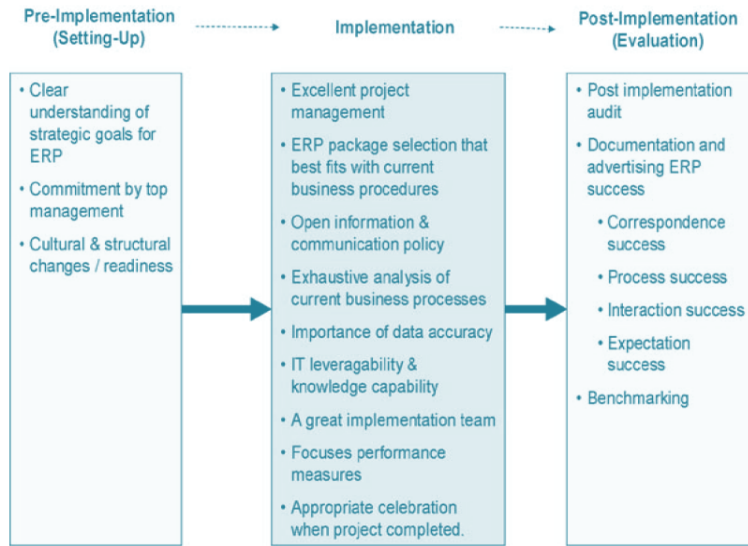 Pre-Implementation
(Setting-Up)
Implementation
Post-Implementation
(Evaluation)
• Clear
understanding of
strategic goals for
ERP
• Commitment by top
management
• Cultural & structural
changes / readiness
• Excellent project
management
• ERP package selection that
best fits with current
business procedures
• Open information &
communication policy
• Exhaustive analysis of
current business processes
• Importance of data accuracy
• IT leveragability &
knowledge capability
• A great implementation team
• Focuses performance
measures
• Appropriate celebration
when project completed.
• Post implementation
audit
• Documentation and
advertising ERP
success
• Correspondence
success
• Process success
• Interaction success
• Expectation
success
• Benchmarking